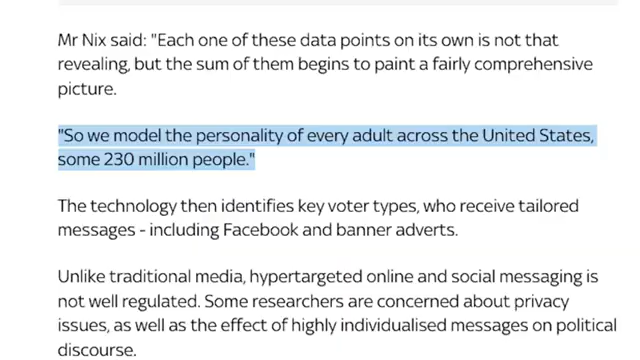 Mr Nix said: "Each one of these data points on its own is not that
revealing, but the sum of them begins to paint a fairly comprehensive
picture.
"So we model the personality of every adult across the United States,
some 230 million people."
The technology then identifies key voter types, who receive tailored
messages - including Facebook and banner adverts.
Unlike traditional media, hypertargeted online and social messaging is
not well regulated. Some researchers are concerned about privacy
issues, as well as the effect of highly individualised messages on political
discourse.